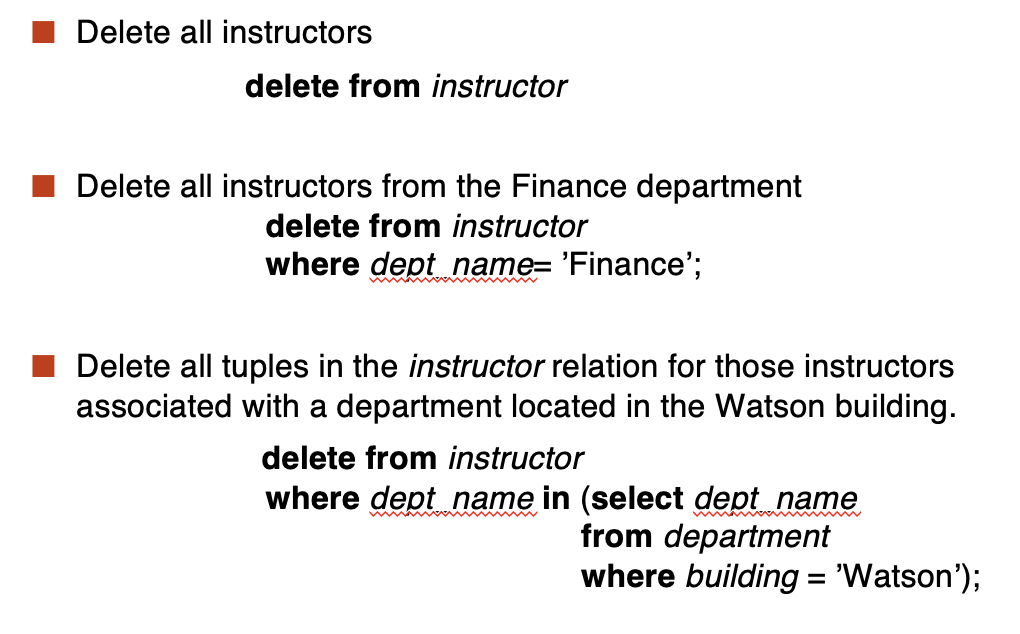 Delete all instructors
delete from instructor
Delete all instructors from the Finance department
delete from instructor
where dept_name= ’Finance’;
Delete all tuples in the instructor relation for those instructors
associated with a department located in the Watson building.
delete from instructor
where dept_name in (select dept_name
from department
where building = ’Watson’);